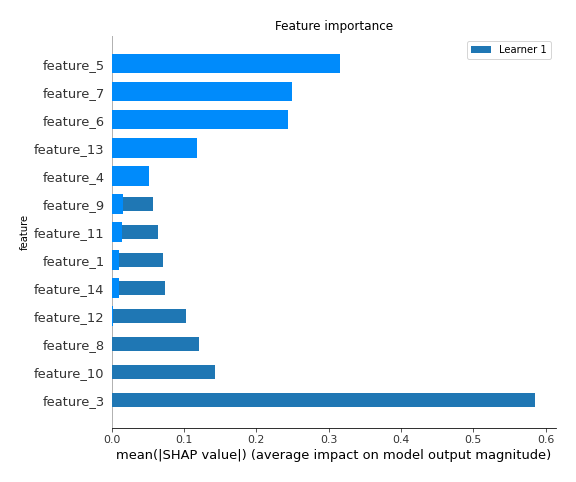 Feature importance
Learner 1
feature_5
feature_7
feature_6
feature_13
feature_4
feature_9
feature_11
feature_1
feature_14
feature_12
feature_8
feature_10
feature_3
feature
0.0 0.1 0.2 0.3 0.4 0.5 0.6
mean(|SHAP value|) (average impact on model output magnitude)